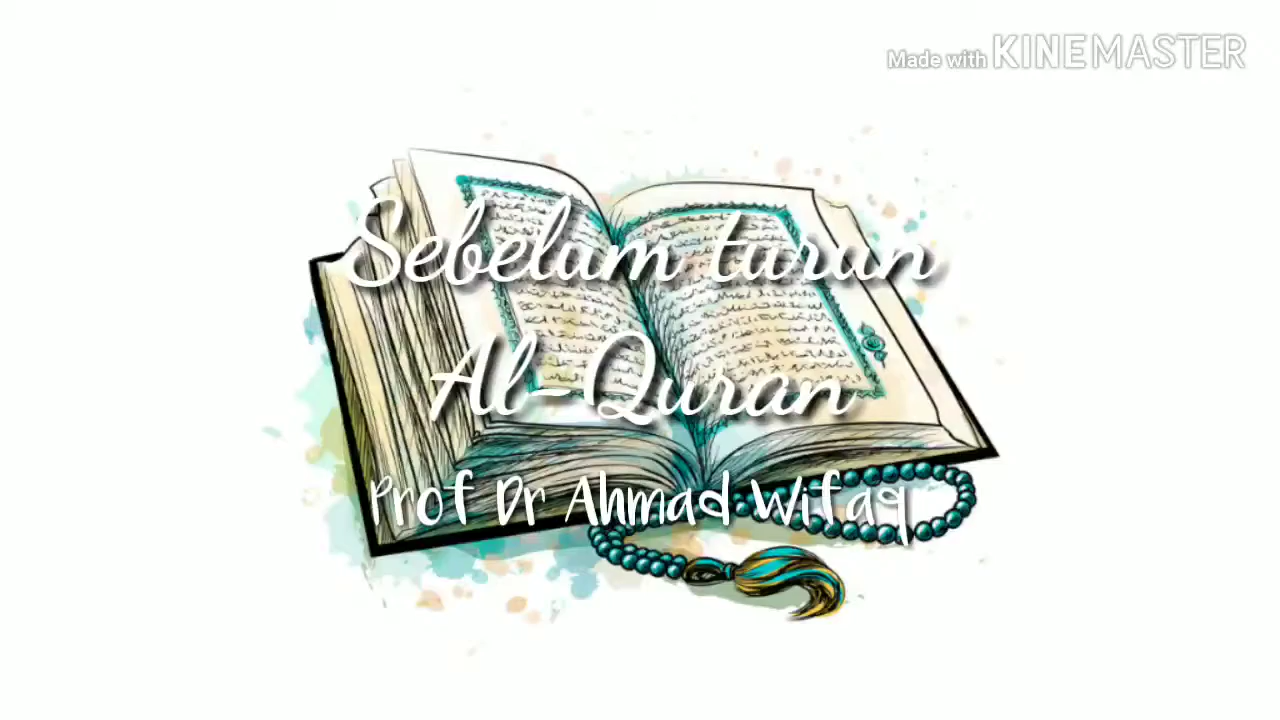 Made with KINEMASTER
Sebelum turun
Al-Quran
Prof Dr Ahmad Wifaq